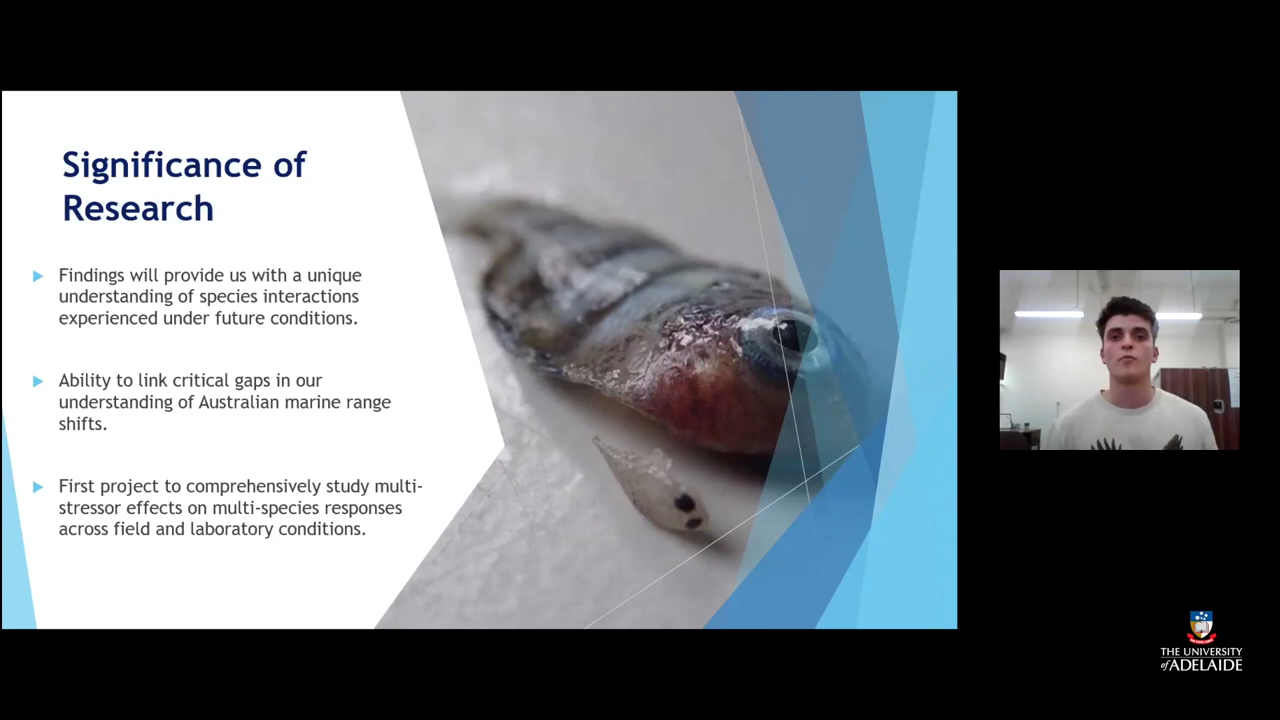 Significance of
Research
Findings will provide us with a unique
understanding of species interactions
experienced under future conditions.
Ability to link critical gaps in our
understanding of Australian marine range
shifts.
First project to comprehensively study multi-
stressor effects on multi-species responses
across field and laboratory conditions.
THE UNIVERSITY
of ADELAIDE